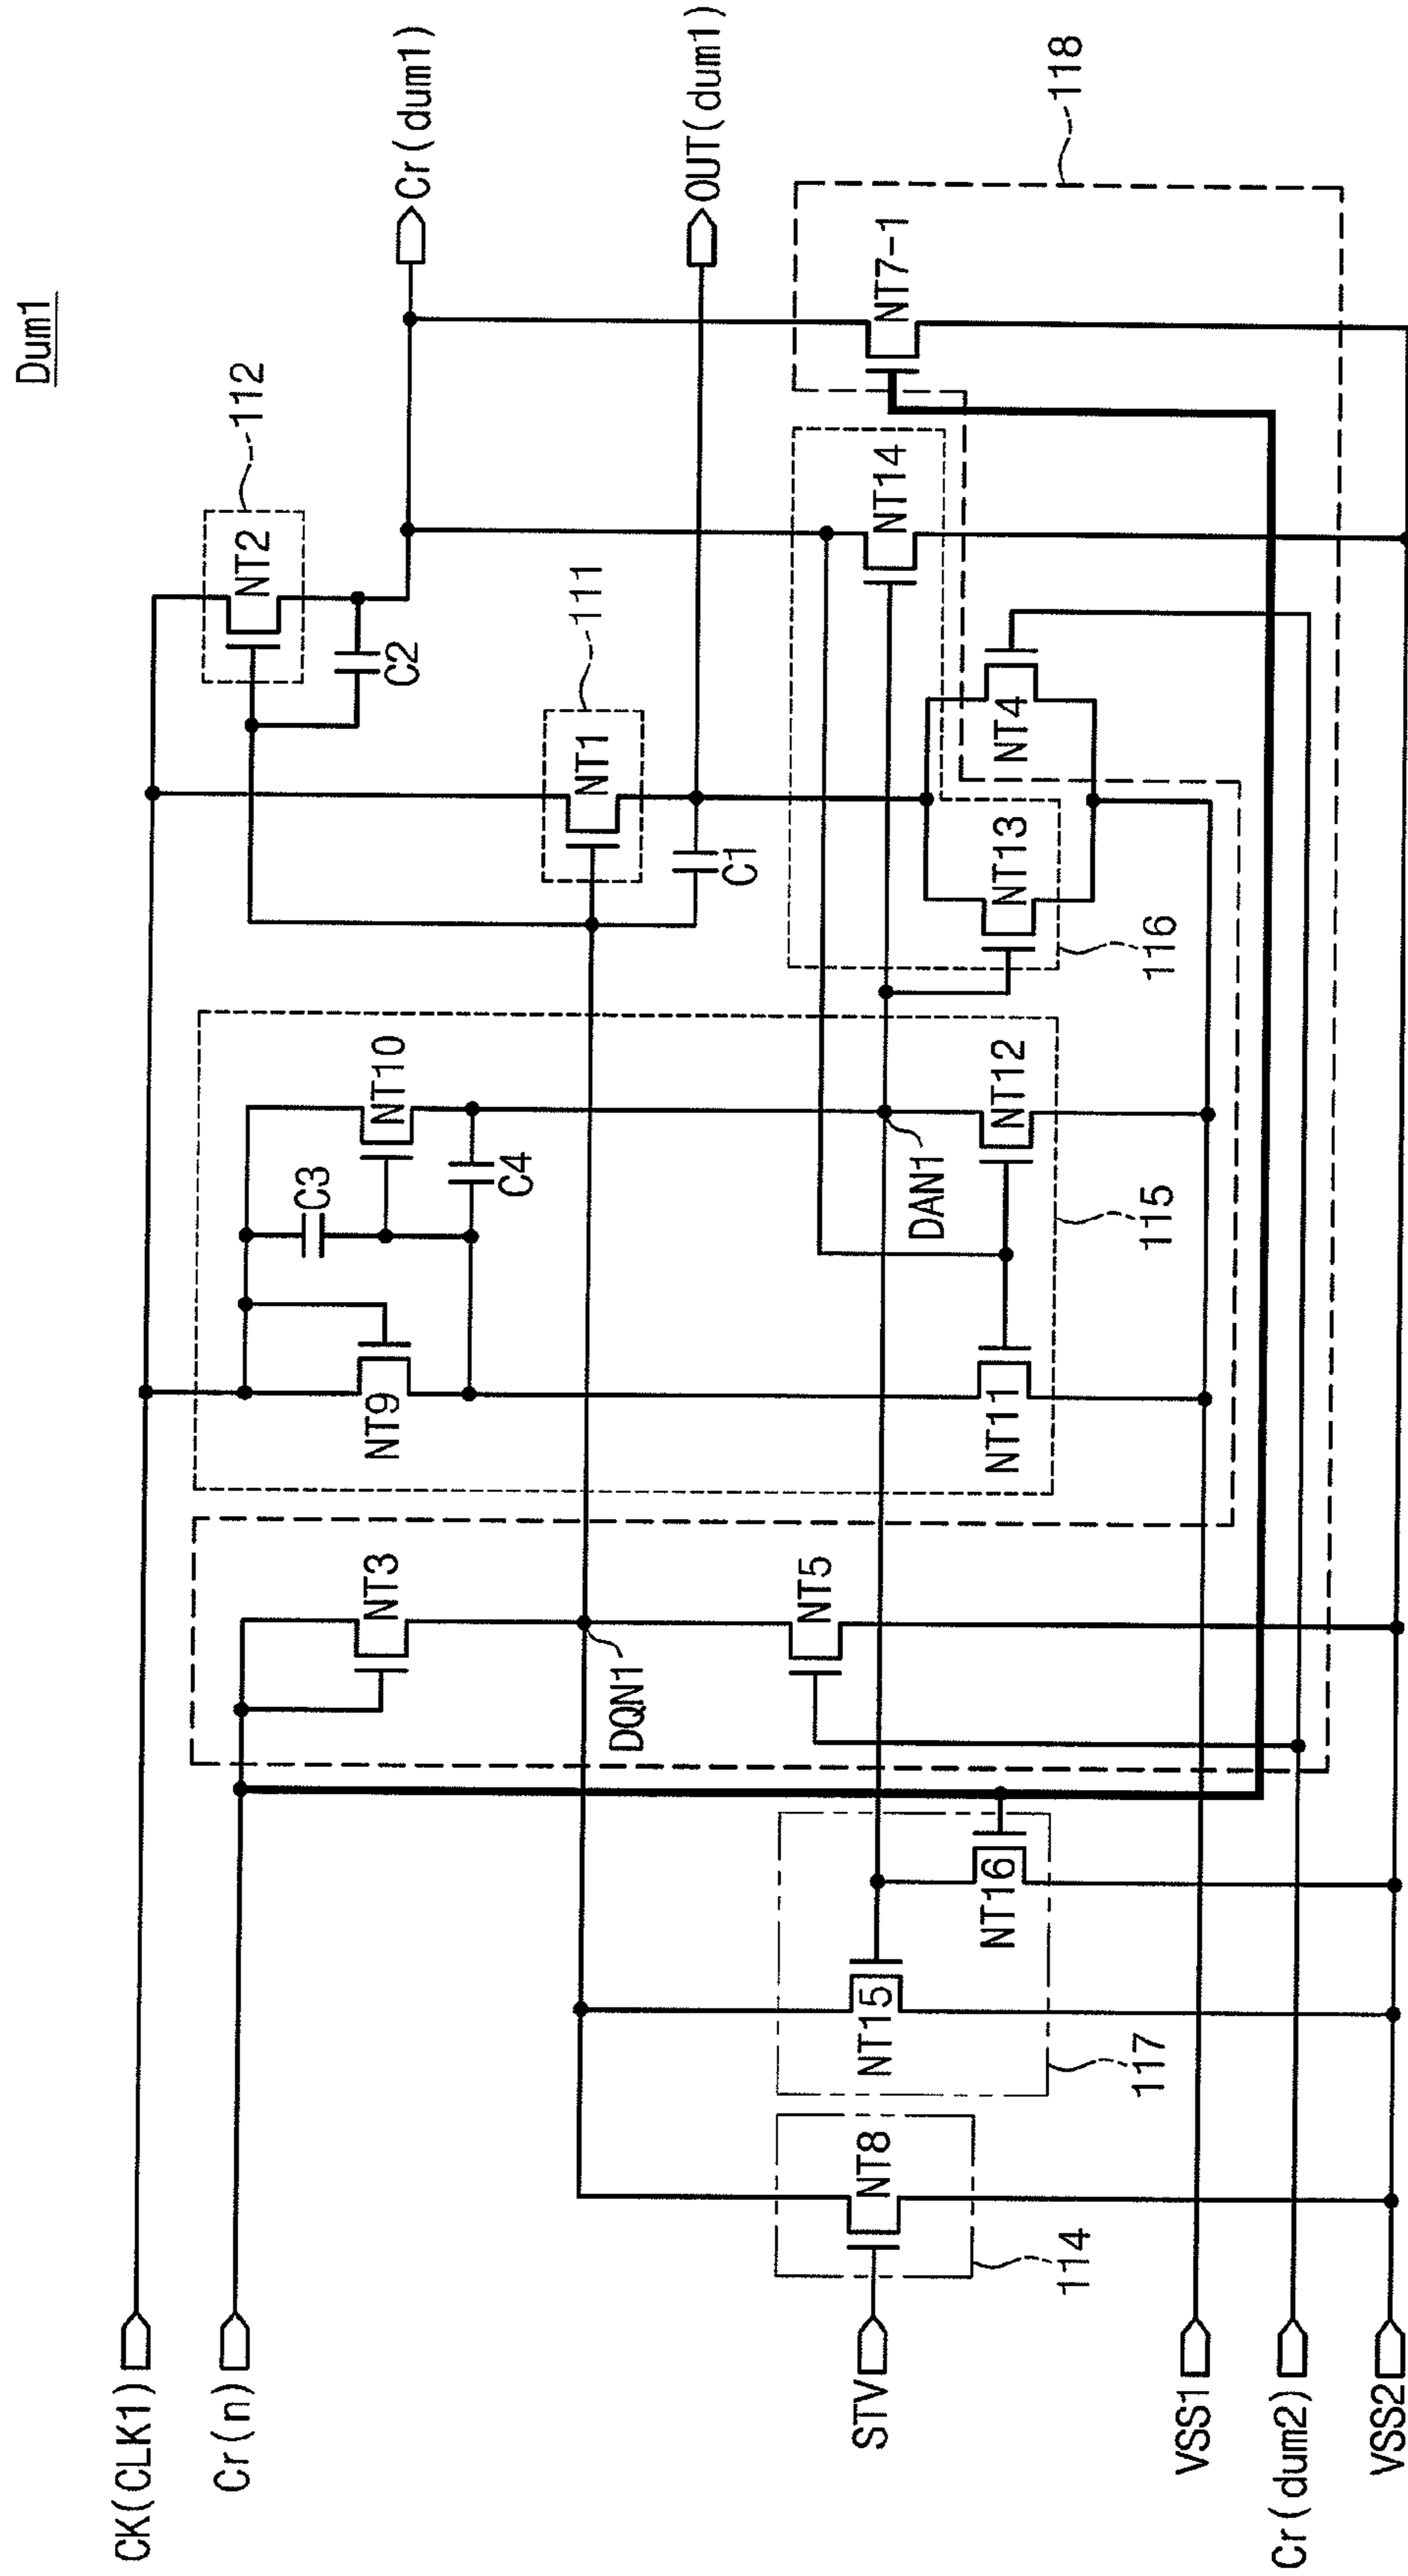 Dum1
CK(CLK1)
Cr(n)
STV
VSS1
Cr(dum2)
VSS2
Cr(dum1)
OUT(dum1)
112
NT2
C2
111
NT1
C1
NT10
C3
C4
NT9
NT3
DQN1
NT5
NT11
NT12
DAN1
115
NT13
116
NT4
NT14
NT7-1
118
NT16
NT15
117
NT8
114